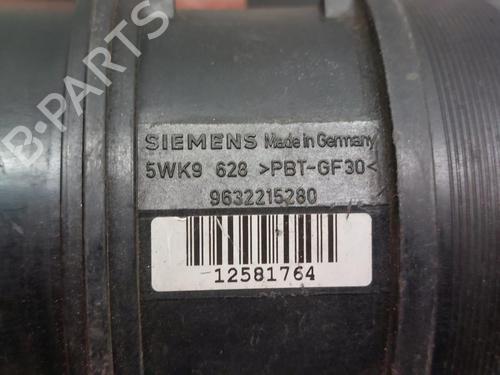 SIEMENS Made in Germany
5WK9 628 >PBT-GF30<
9632215280
12581764
B-PARTS